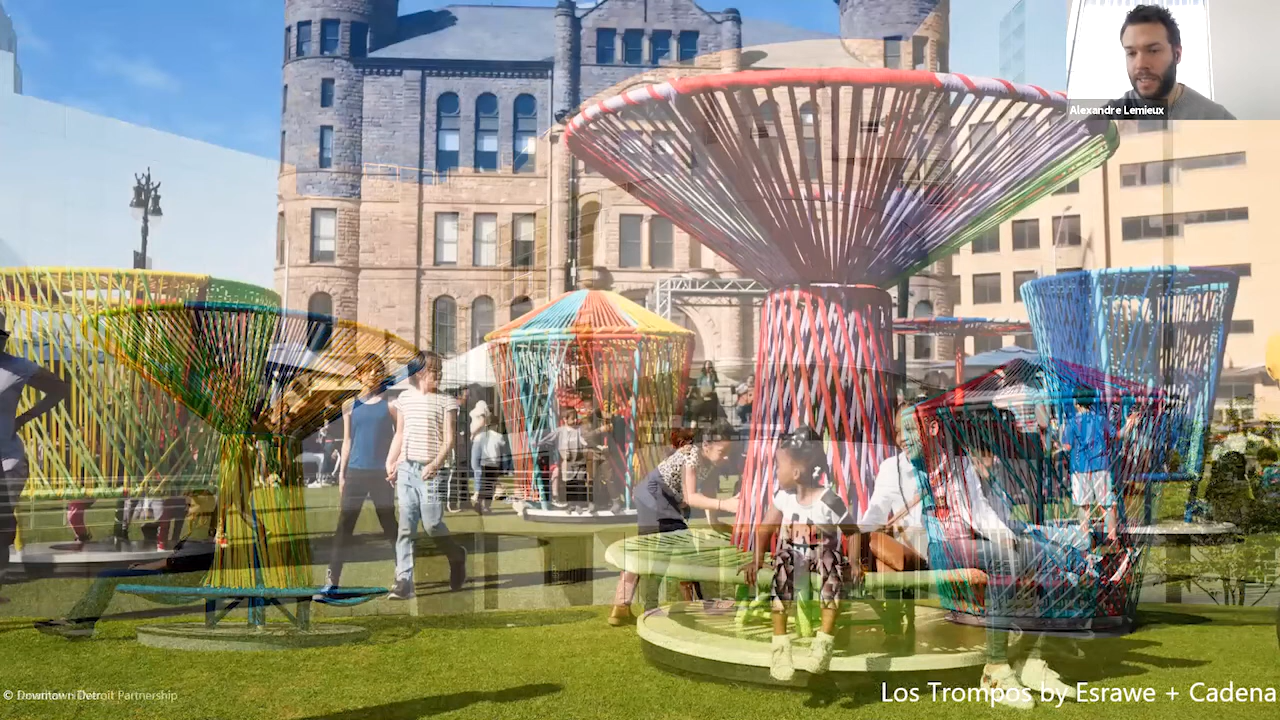 Alexandre Lemieux
© Downtown Detroit Partnership
Los Trompos by Esrawe + Cadena